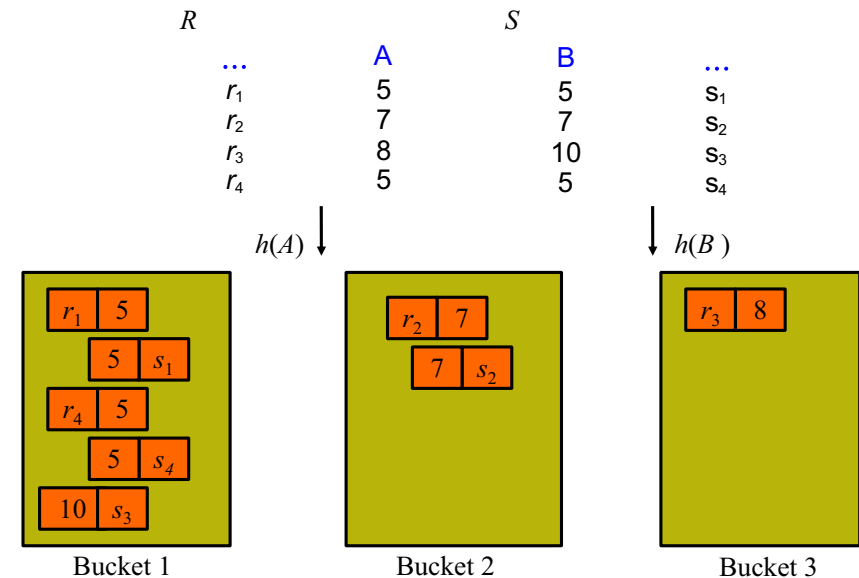 R S
... A B ...
r₁ 5 5 s₁
r₂ 7 7 s₂
r₃ 8 10 s₃
r₄ 5 5 s₄
h(A) h(B )
r₁ 5
5 s₁
r₄ 5
5 s₄
10 s₃
Bucket 1
r₂ 7
7 s₂
Bucket 2
r₃ 8
Bucket 3